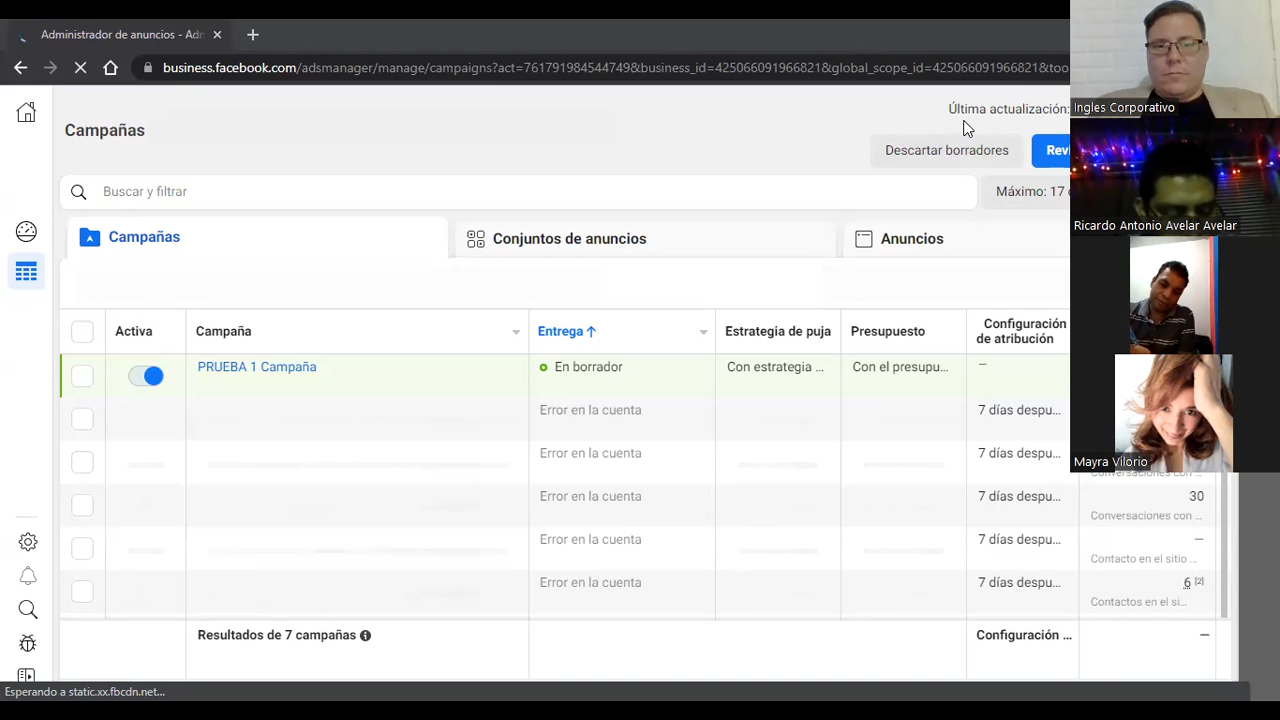 Administrador de anuncios - Adm
business.facebook.com/adsmanager/manage/campaigns?act=761791984544749&business_id=425066091966821&global_scope_id=425066091966821&too
Campañas
Última actualización:
Descartar borradores
Revi
Buscar y filtrar
Máximo: 17
Campañas
Conjuntos de anuncios
Anuncios
Activa
Campaña
Entrega
Estrategia de puja
Presupuesto
Configuración
de atribución
PRUEBA 1 Campaña
En borrador
Con estrategia ...
Con el presupu...
—
Error en la cuenta
7 días despu...
Error en la cuenta
7 días despu...
Conversaciones con ...
Error en la cuenta
7 días despu...
30
Conversaciones con ...
Error en la cuenta
7 días despu...
—
Contacto en el sitio ...
Error en la cuenta
7 días despu...
6 [2]
Contactos en el si...
Resultados de 7 campañas
Configuración ...
—
Esperando a static.xx.fbcdn.net...
Ingles Corporativo
Ricardo Antonio Avelar Avelar
Mayra Vilorio